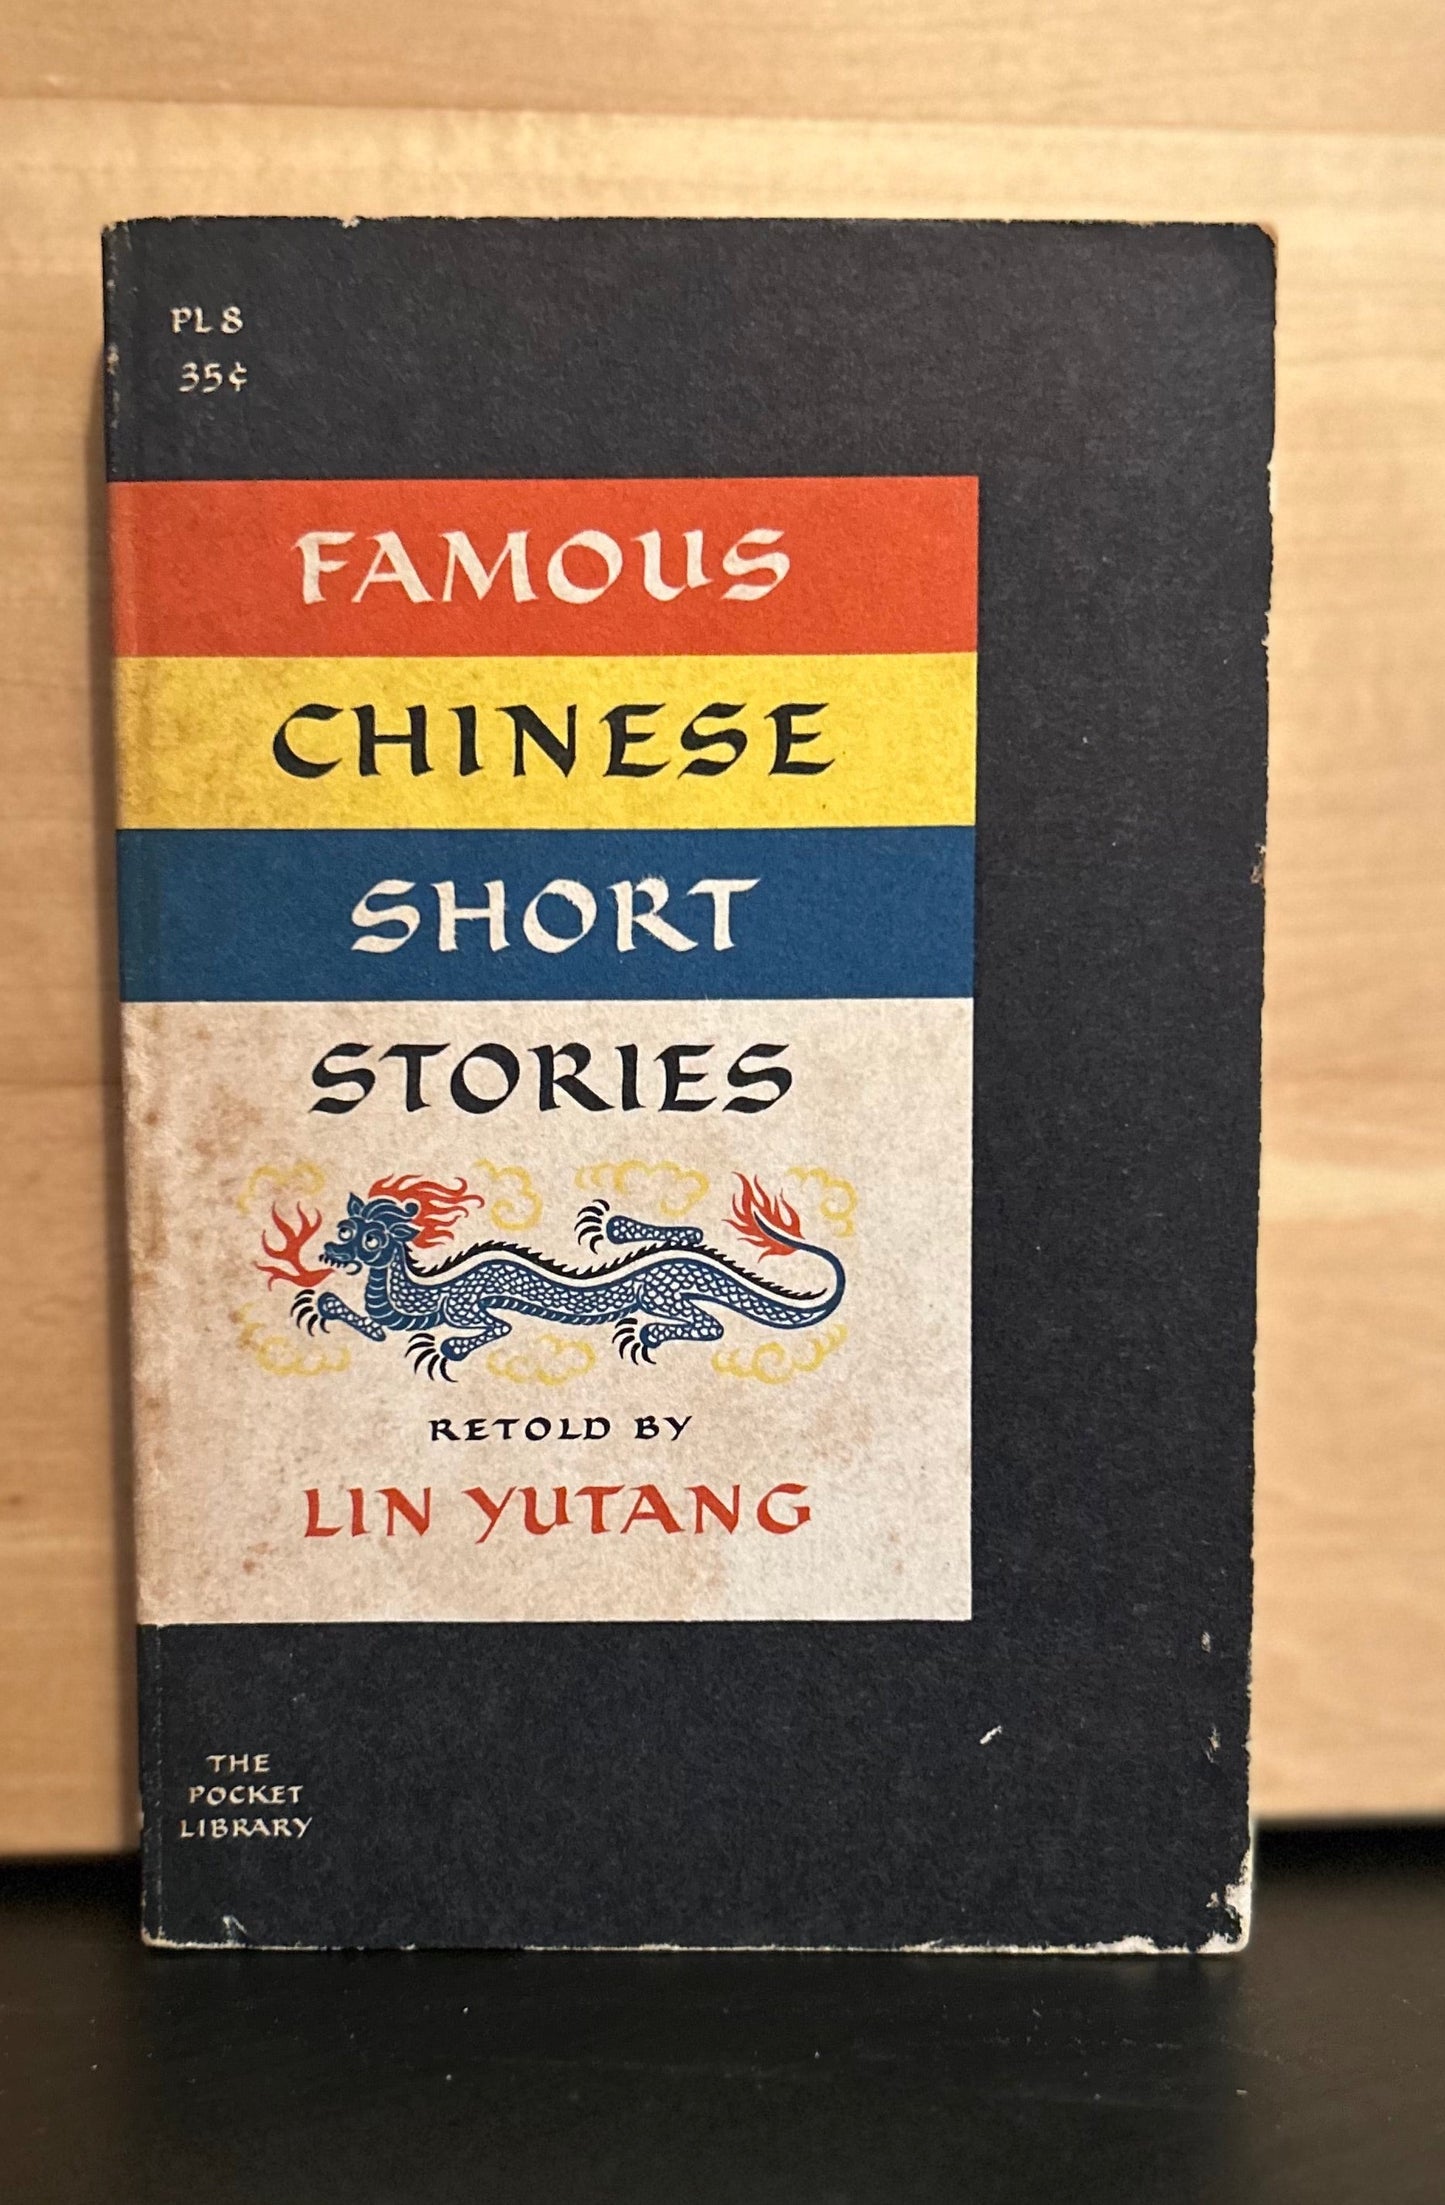 PL 8
35¢
FAMOUS
CHINESE
SHORT
STORIES
RETOLD BY
LIN YUTANG
THE
POCKET
LIBRARY